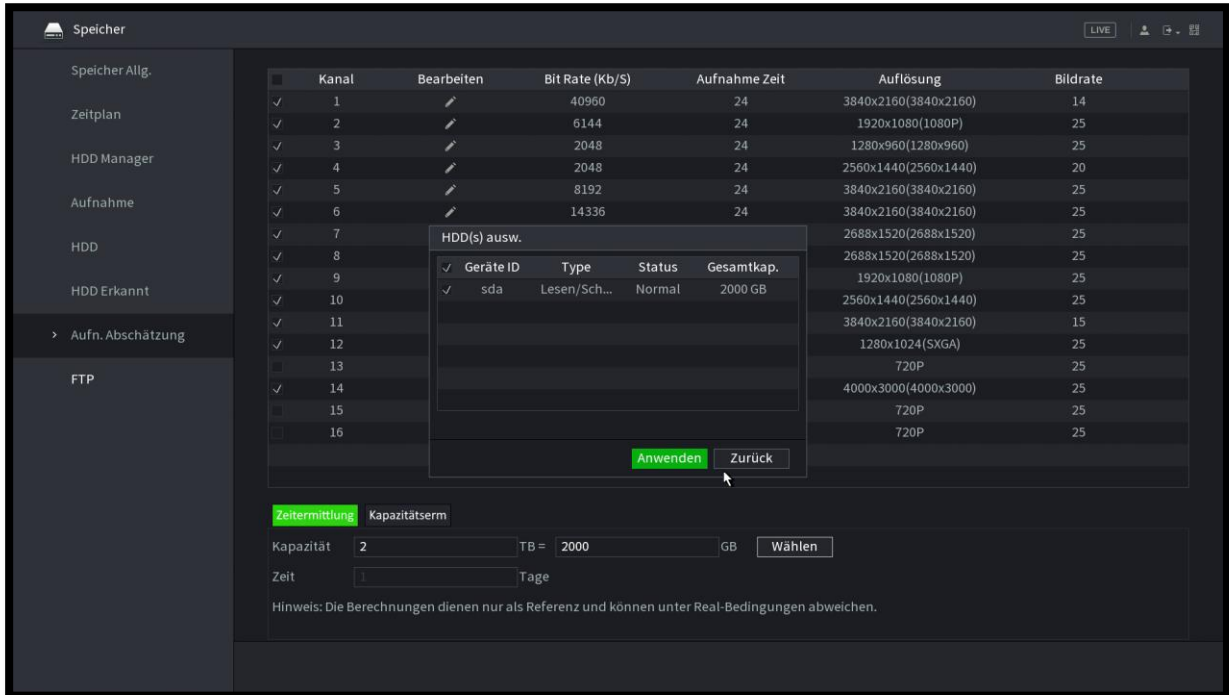 Speicher LIVE
Speicher Allg.
Zeitplan
HDD Manager
Aufnahme
HDD
HDD Erkannt
> Aufn. Abschätzung
FTP
Kanal Bearbeiten Bit Rate (Kb/S) Aufnahme Zeit Auflösung Bildrate
1 40960 24 3840x2160(3840x2160) 14
2 6144 24 1920x1080(1080P) 25
3 2048 24 1280x960(1280x960) 25
4 2048 24 2560x1440(2560x1440) 20
5 8192 24 3840x2160(3840x2160) 25
6 14336 24 3840x2160(3840x2160) 25
7 2688x1520(2688x1520) 25
8 2688x1520(2688x1520) 25
9 1920x1080(1080P) 25
10 2560x1440(2560x1440) 25
11 3840x2160(3840x2160) 15
12 1280x1024(SXGA) 25
13 720P 25
14 4000x3000(4000x3000) 25
15 720P 25
16 720P 25
HDD(s) ausw.
Geräte ID Type Status Gesamtkap.
sda Lesen/Sch... Normal 2000 GB
Anwenden Zurück
Zeitermittlung Kapazitätserm
Kapazität 2 TB = 2000 GB Wählen
Zeit 1 Tage
Hinweis: Die Berechnungen dienen nur als Referenz und können unter Real-Bedingungen abweichen.